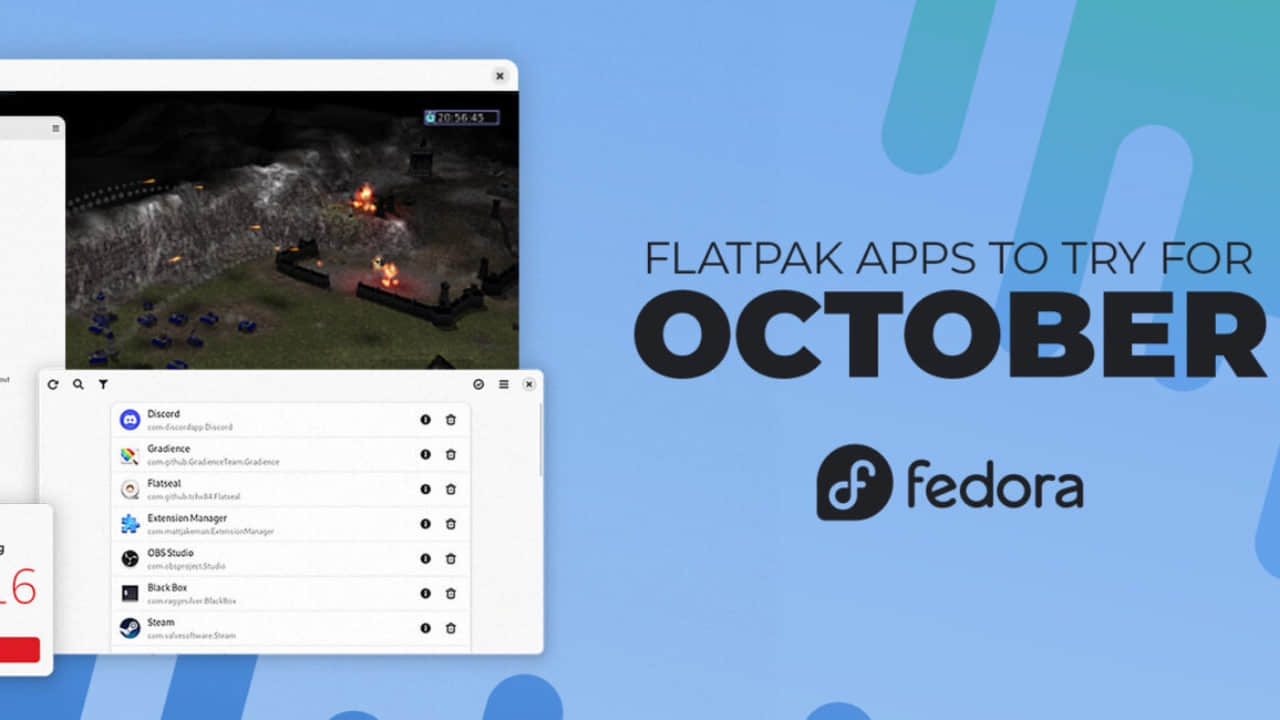 20:56:45
FLATPAK APPS TO TRY FOR
OCTOBER
fedora
out
Discord
com.discordapp.Discord
Gradience
com.github.GradienceTeam.Gradience
Flatseal
com.github.tchx84.Flatseal
Extension Manager
com.mattjakeman.ExtensionManager
OBS Studio
com.obsproject.Studio
Black Box
com.raggesilver.BlackBox
Steam
com.valvesoftware.Steam
g
16